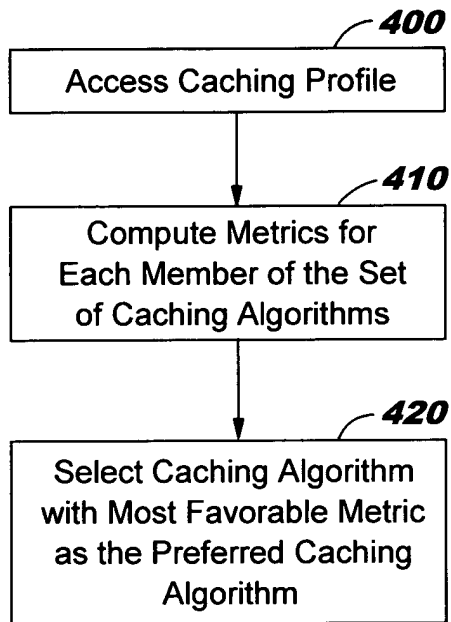 400
Access Caching Profile
410
Compute Metrics for
Each Member of the Set
of Caching Algorithms
420
Select Caching Algorithm
with Most Favorable Metric
as the Preferred Caching
Algorithm